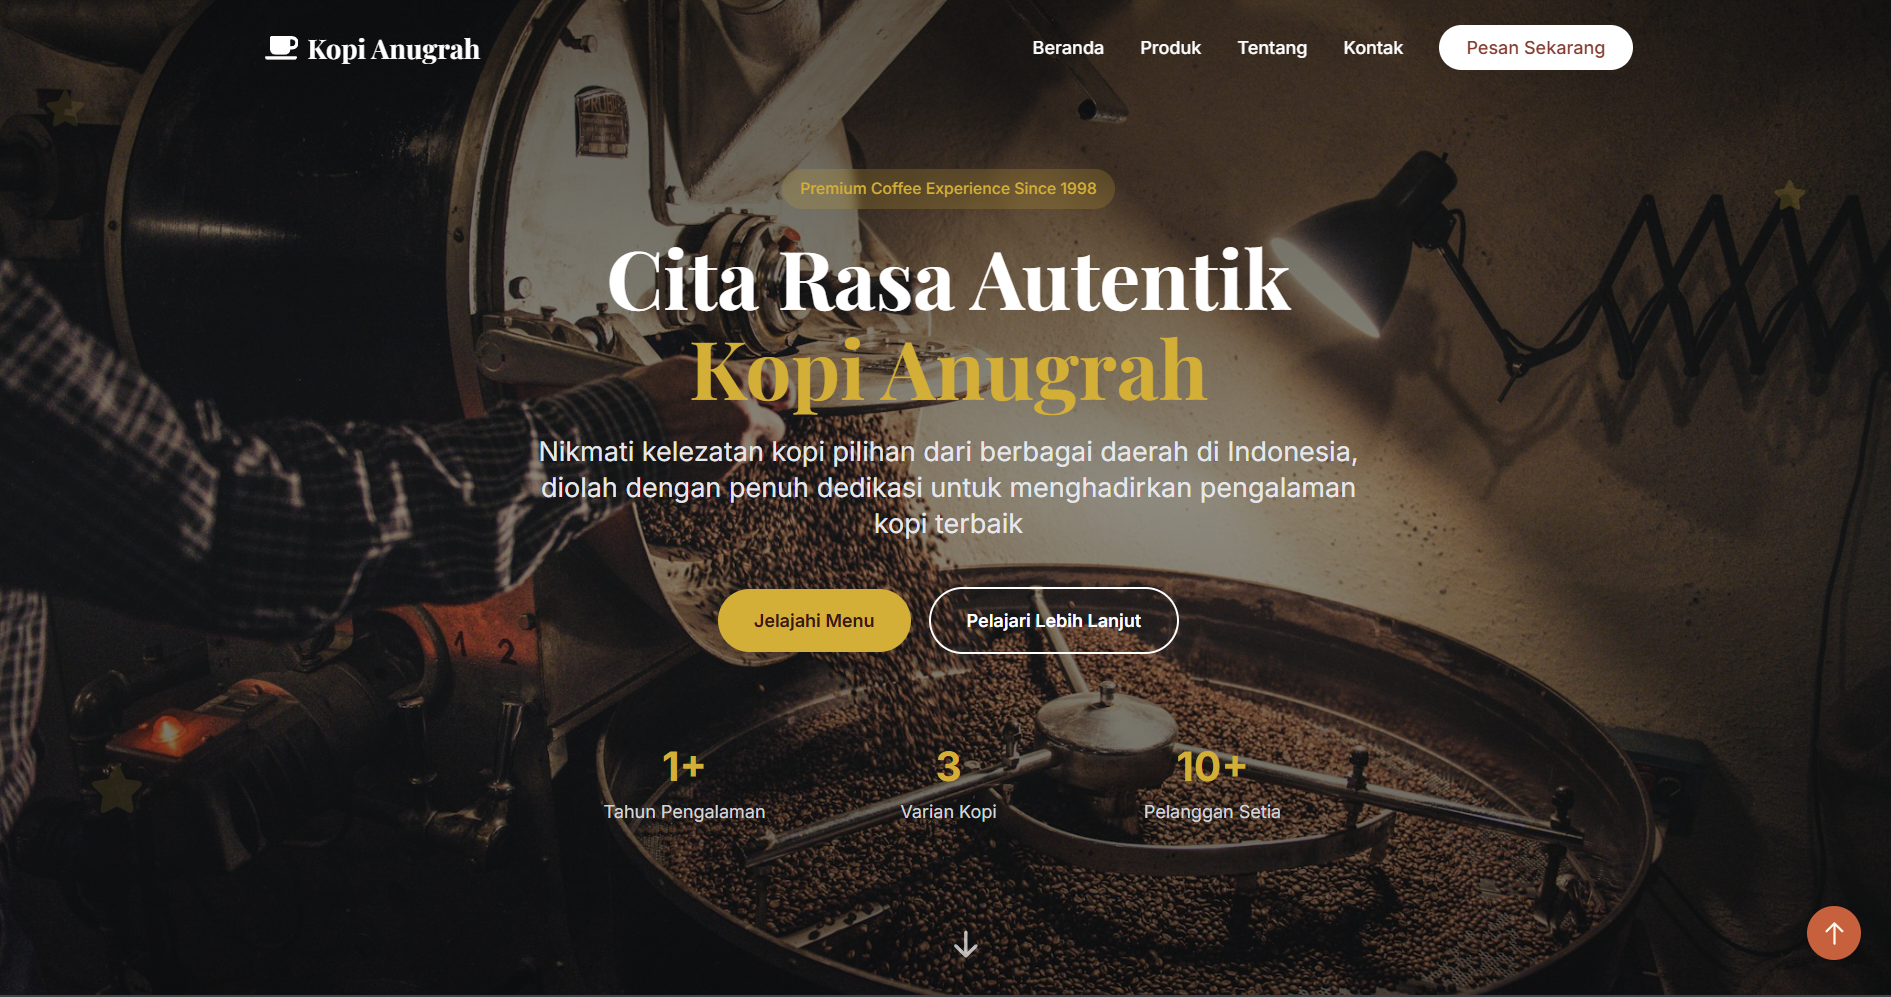 Kopi Anugrah
Beranda
Produk
Tentang
Kontak
Pesan Sekarang
Premium Coffee Experience Since 1998
Cita Rasa Autentik
Kopi Anugrah
Nikmati kelezatan kopi pilihan dari berbagai daerah di Indonesia,
diolah dengan penuh dedikasi untuk menghadirkan pengalaman
kopi terbaik
Jelajahi Menu
Pelajari Lebih Lanjut
1 2
1+
Tahun Pengalaman
3
Varian Kopi
10+
Pelanggan Setia